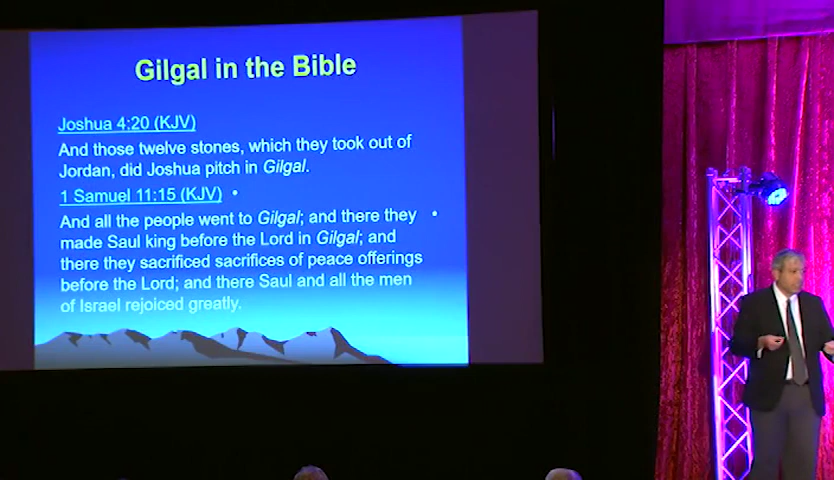 Gilgal in the Bible
Joshua 4:20 (KJV)
And those twelve stones, which they took out of
Jordan, did Joshua pitch in Gilgal.
1 Samuel 11:15 (KJV) •
And all the people went to Gilgal; and there they •
made Saul king before the Lord in Gilgal; and
there they sacrificed sacrifices of peace offerings
before the Lord; and there Saul and all the men
of Israel rejoiced greatly.